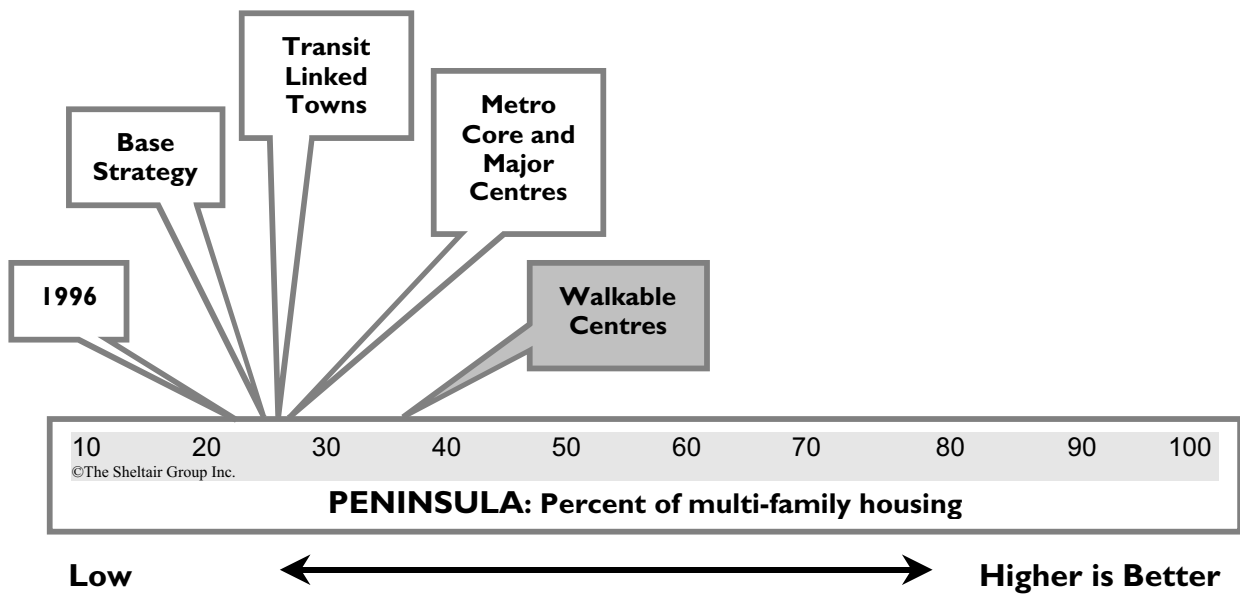 Transit
Linked
Towns
Metro
Core and
Major
Centres
Base
Strategy
1996
Walkable
Centres
10 20 30 40 50 60 70 80 90 100
©The Sheltair Group Inc.
PENINSULA: Percent of multi-family housing
Low Higher is Better